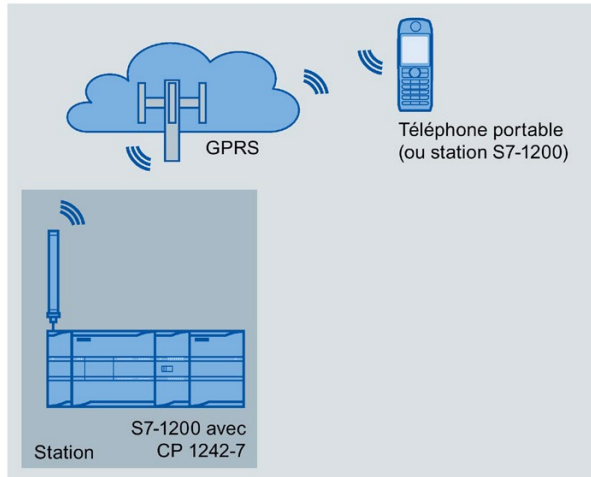 GPRS
Téléphone portable
(ou station S7-1200)
S7-1200 avec
Station CP 1242-7